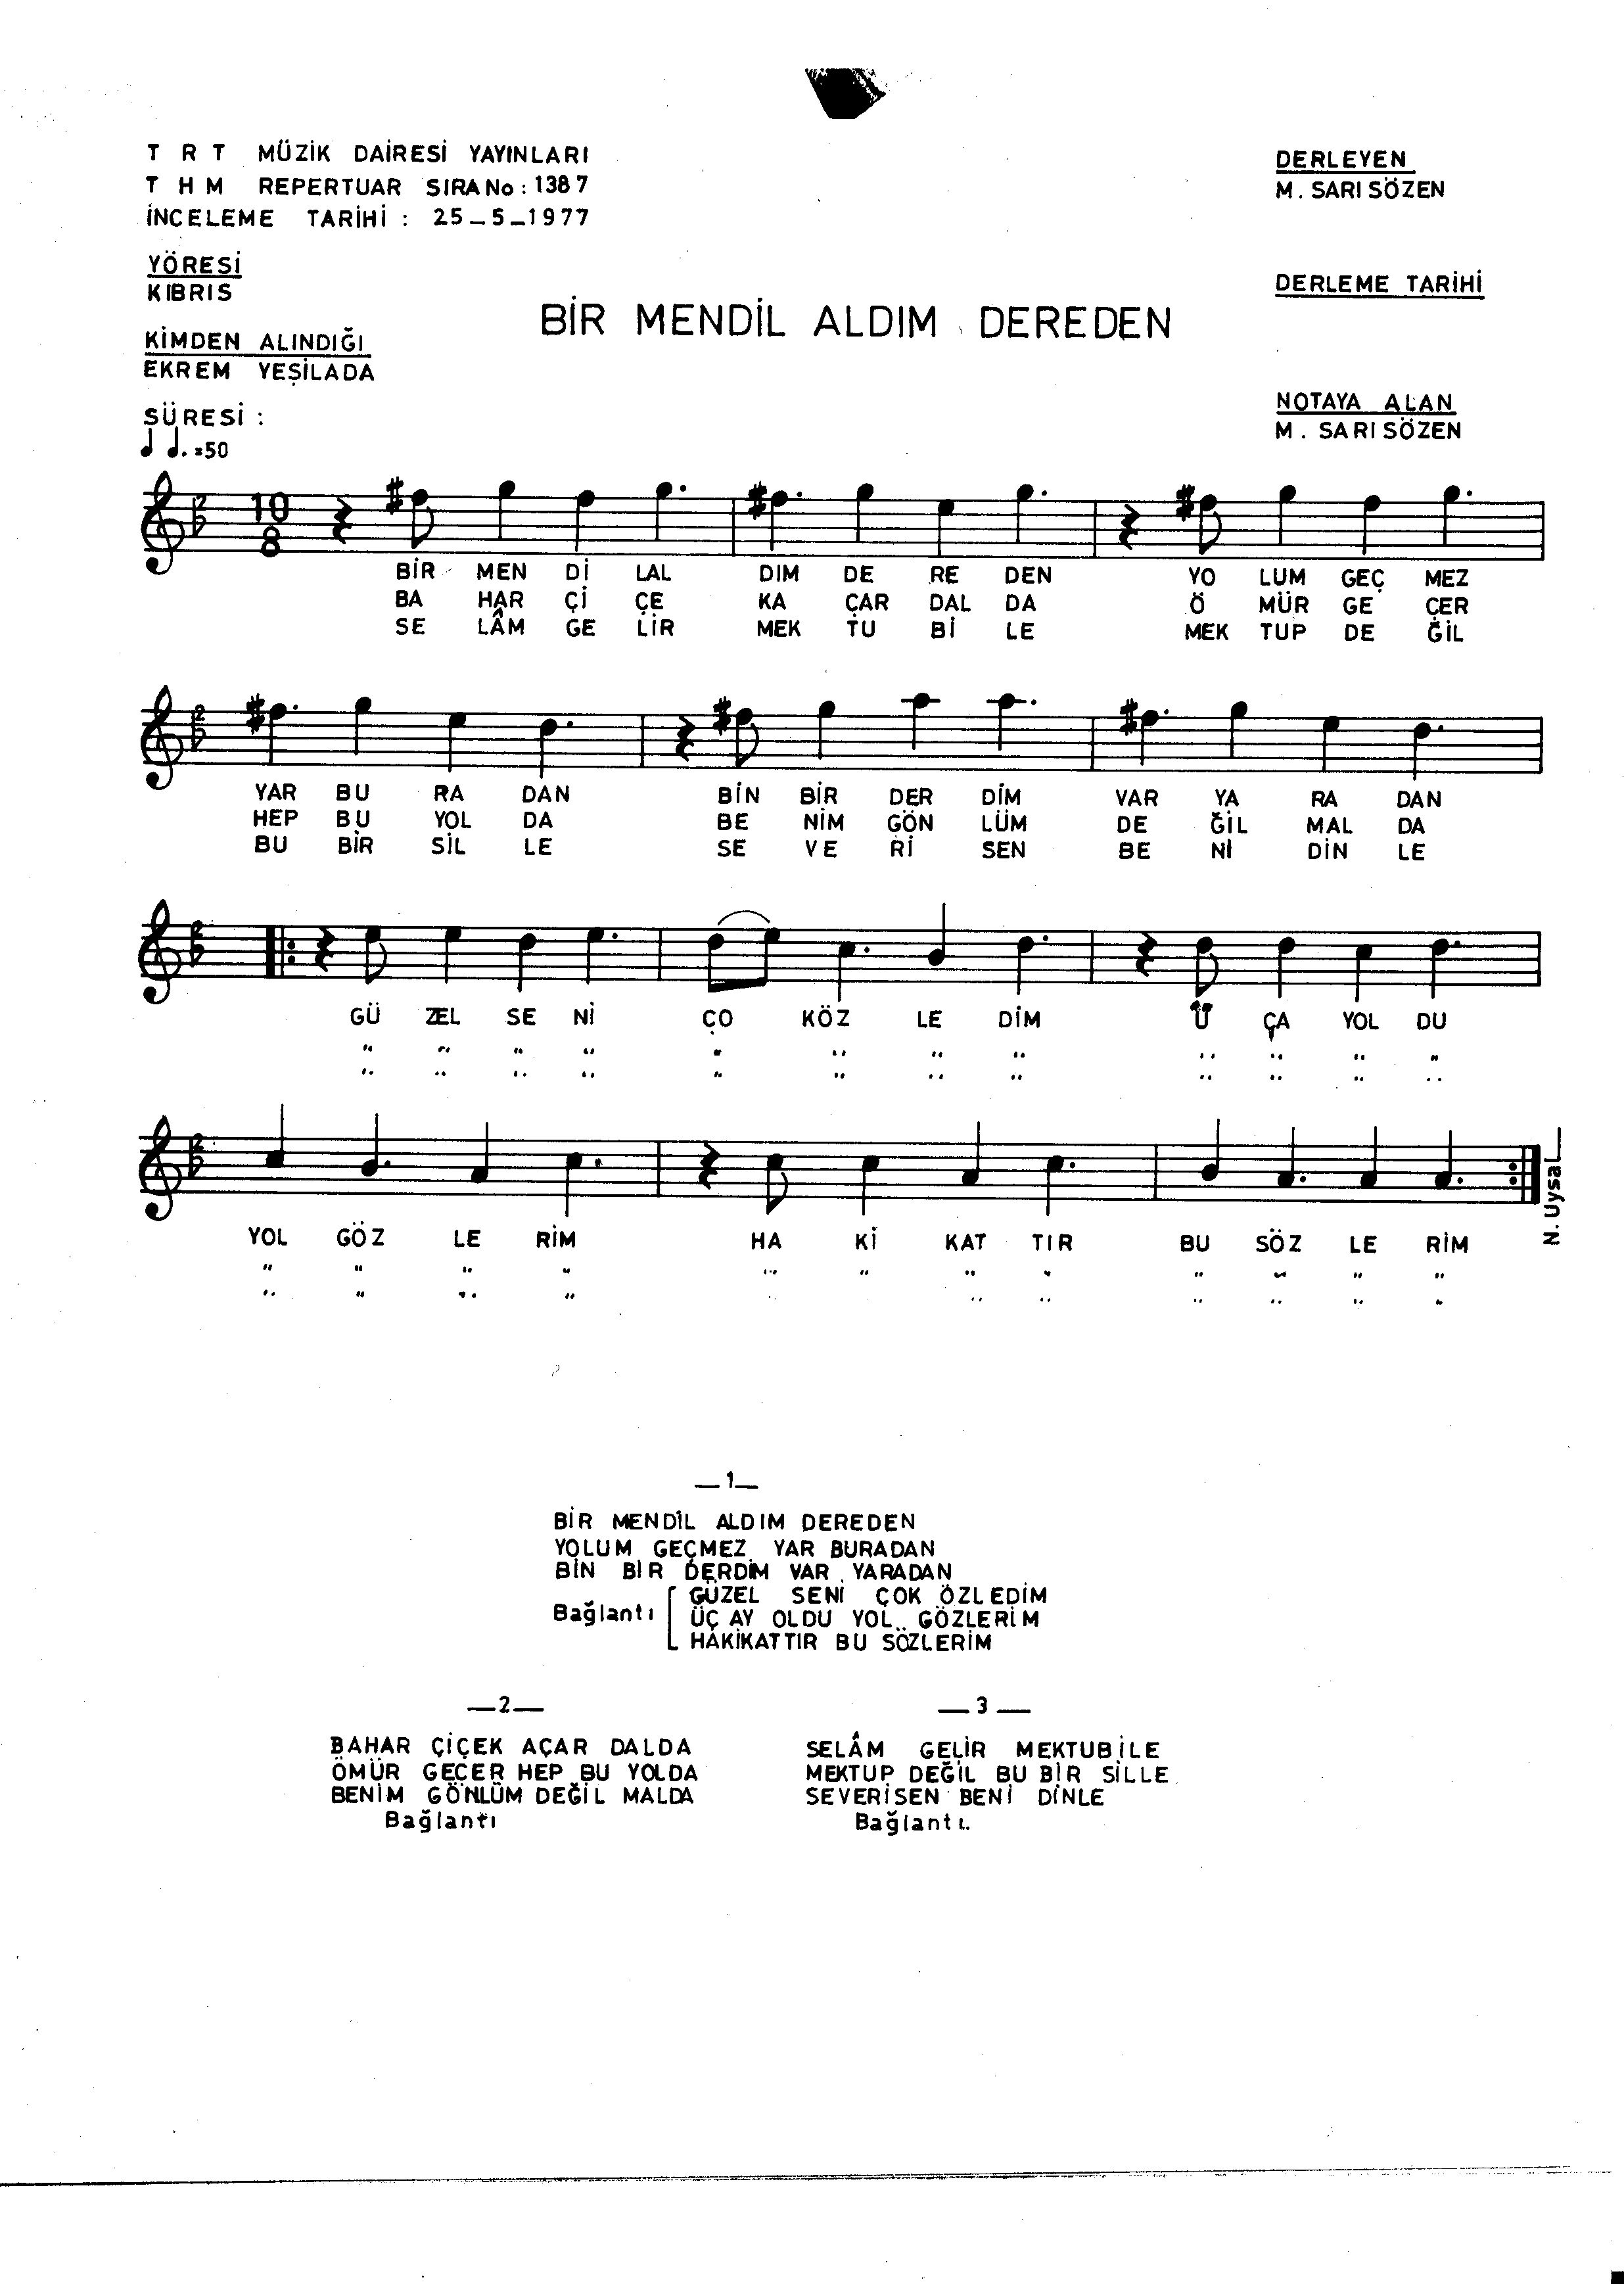 T R T MÜZİK DAİRESİ YAYINLARI
T H M REPERTUAR SIRA No: 1387
İNCELEME TARİHİ : 25_5_1977
DERLEYEN
M. SARISÖZEN
YÖRESİ
KIBRIS
DERLEME TARİHİ
BİR MENDİL ALDIM DEREDEN
KİMDEN ALINDIĞI
EKREM YEŞİLADA
NOTAYA ALAN
M. SARISÖZEN
SÜRESİ :
♩ ♩. =50
10
8
BİR MEN Dİ LAL DIM DE RE DEN YO LUM GEÇ MEZ
BA HAR Çİ ÇE KA ÇAR DAL DA Ö MÜR GE ÇER
SE LÂM GE LİR MEK TU Bİ LE MEK TUP DE ĞİL
2
YAR BU RA DAN BİN BİR DER DİM VAR YA RA DAN
HEP BU YOL DA BE NİM GÖN LÜM DE ĞİL MAL DA
BU BİR SİL LE SE VE Rİ SEN BE Nİ DİN LE
2
GÜ ZEL SE Nİ ÇO KÖZ LE DİM Ü ÇA YOL DU
" " " " " " " " " " " "
" " " " " " " " " " " "
2
YOL GÖZ LE RİM HA Kİ KAT TIR BU SÖZ LE RİM
" " " " " " " " " " " "
" " " " " " " " " "
N. Uysal
_1_
BİR MENDİL ALDIM DEREDEN
YOLUM GEÇMEZ YAR BURADAN
BİN BİR DERDİM VAR YARADAN
Bağlantı [ GÜZEL SENİ ÇOK ÖZLEDİM
ÜÇ AY OLDU YOL GÖZLERİM
HAKİKATTIR BU SÖZLERİM
_2_
BAHAR ÇİÇEK AÇAR DALDA
ÖMÜR GEÇER HEP BU YOLDA
BENİM GÖNLÜM DEĞİL MALDA
Bağlantı
_3_
SELÂM GELİR MEKTUBİLE
MEKTUP DEĞİL BU BİR SİLLE
SEVERİSEN BENİ DİNLE
Bağlantı.